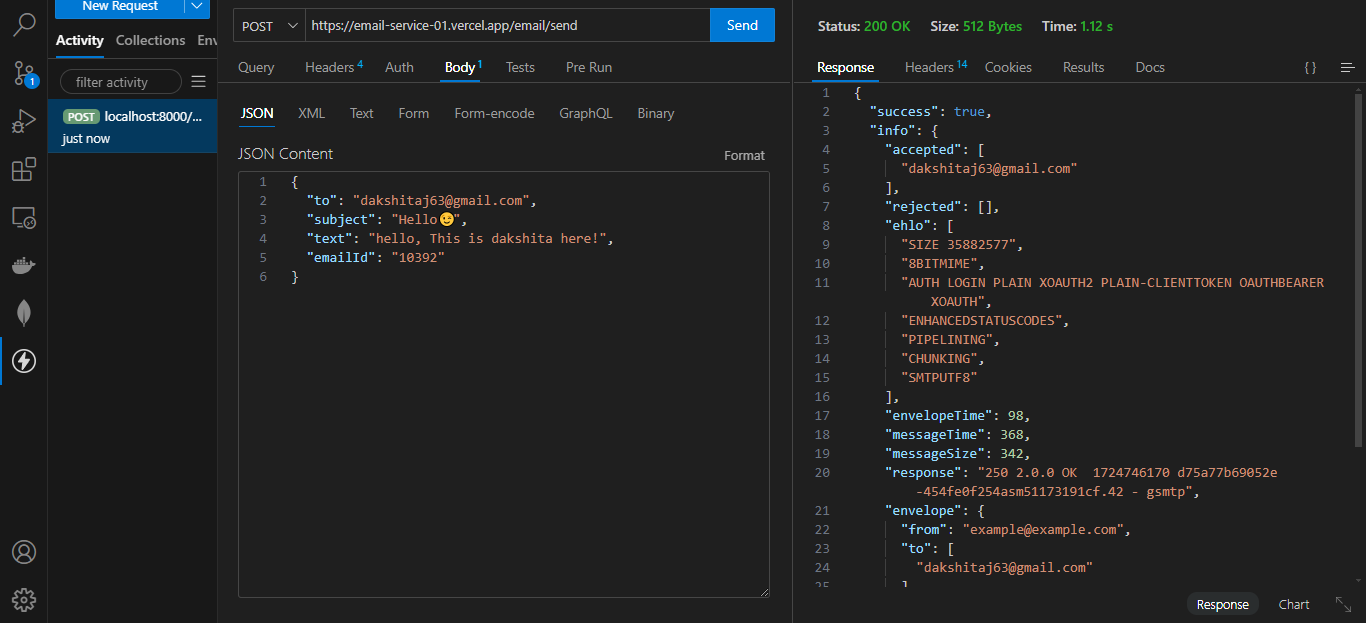 New Request
Activity Collections Env
filter activity
POST localhost:8000/...
just now
1
POST https://email-service-01.vercel.app/email/send Send
Query Headers 4 Auth Body 1 Tests Pre Run
JSON XML Text Form Form-encode GraphQL Binary
JSON Content
Format
1 {
2 "to": "dakshitaj63@gmail.com",
3 "subject": "Hello😉",
4 "text": "hello, This is dakshita here!",
5 "emailId": "10392"
6 }
Status: 200 OK Size: 512 Bytes Time: 1.12 s
Response Headers 14 Cookies Results Docs { }
1 {
2 "success": true,
3 "info": {
4 "accepted": [
5 "dakshitaj63@gmail.com"
6 ],
7 "rejected": [],
8 "ehlo": [
9 "SIZE 35882577",
10 "8BITMIME",
11 "AUTH LOGIN PLAIN XOAUTH2 PLAIN-CLIENTTOKEN OAUTHBEARER
XOAUTH",
12 "ENHANCEDSTATUSCODES",
13 "PIPELINING",
14 "CHUNKING",
15 "SMTPUTF8"
16 ],
17 "envelopeTime": 98,
18 "messageTime": 368,
19 "messageSize": 342,
20 "response": "250 2.0.0 OK  1724746170 d75a77b69052e
-454fe0f254asm51173191cf.42 - gsmtp",
21 "envelope": {
22 "from": "example@example.com",
23 "to": [
24 "dakshitaj63@gmail.com"
25 ]
Response Chart